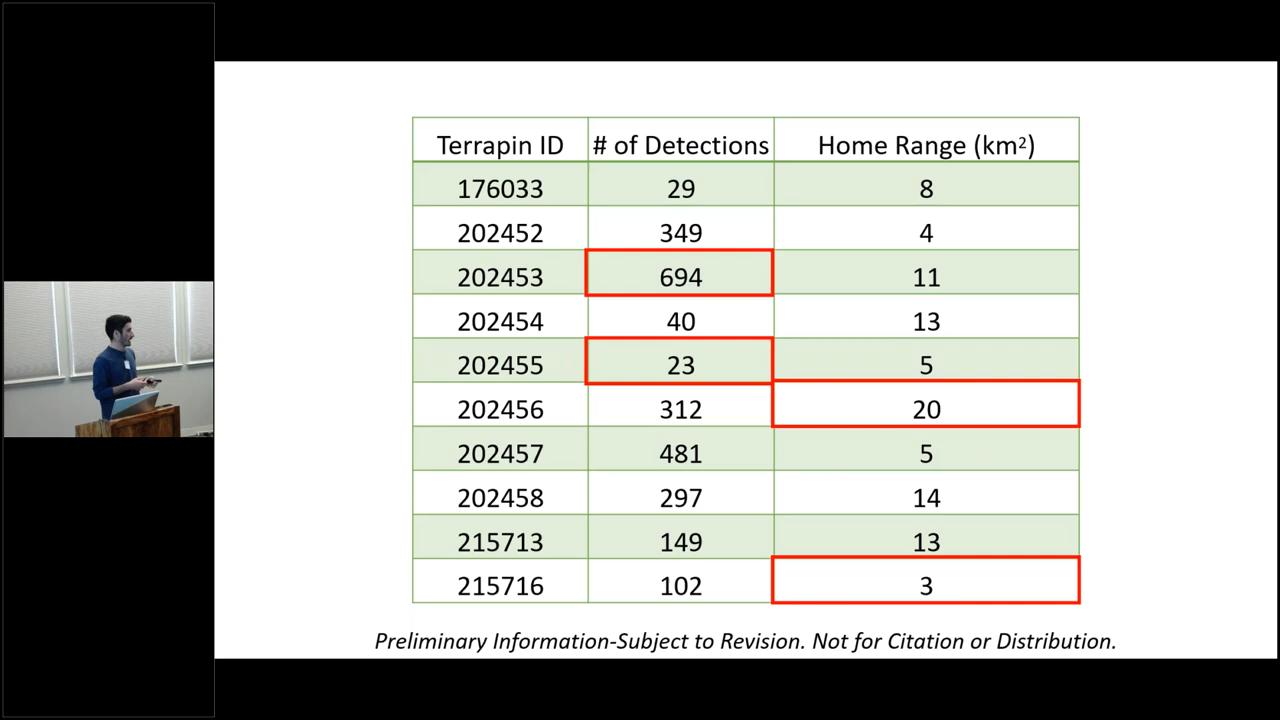 Terrapin ID # of Detections Home Range (km²)
176033 29 8
202452 349 4
202453 694 11
202454 40 13
202455 23 5
202456 312 20
202457 481 5
202458 297 14
215713 149 13
215716 102 3
Preliminary Information-Subject to Revision. Not for Citation or Distribution.